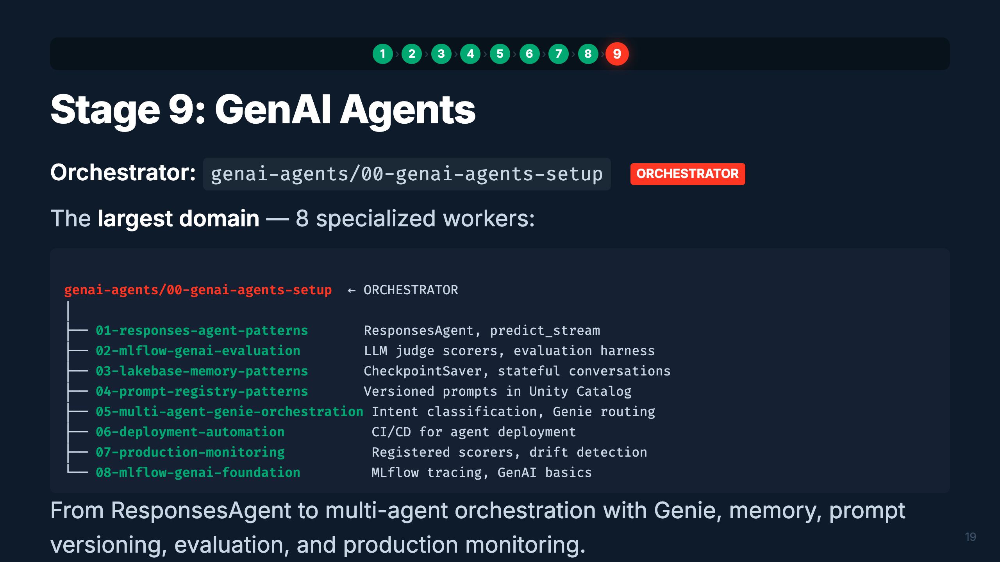 1 › 2 › 3 › 4 › 5 › 6 › 7 › 8 › 9
Stage 9: GenAI Agents
Orchestrator: genai-agents/00-genai-agents-setup ORCHESTRATOR
The largest domain — 8 specialized workers:
genai-agents/00-genai-agents-setup ← ORCHESTRATOR
│
├── 01-responses-agent-patterns ResponsesAgent, predict_stream
├── 02-mlflow-genai-evaluation LLM judge scorers, evaluation harness
├── 03-lakebase-memory-patterns CheckpointSaver, stateful conversations
├── 04-prompt-registry-patterns Versioned prompts in Unity Catalog
├── 05-multi-agent-genie-orchestration Intent classification, Genie routing
├── 06-deployment-automation CI/CD for agent deployment
├── 07-production-monitoring Registered scorers, drift detection
└── 08-mlflow-genai-foundation MLflow tracing, GenAI basics
From ResponsesAgent to multi-agent orchestration with Genie, memory, prompt
versioning, evaluation, and production monitoring.
19